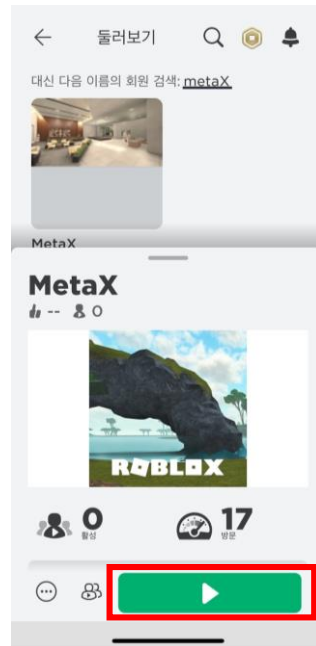 둘러보기
대신 다음 이름의 회원 검색: metaX
MetaX
MetaX
-- 0
ROBLOX
0
활성
17
방문